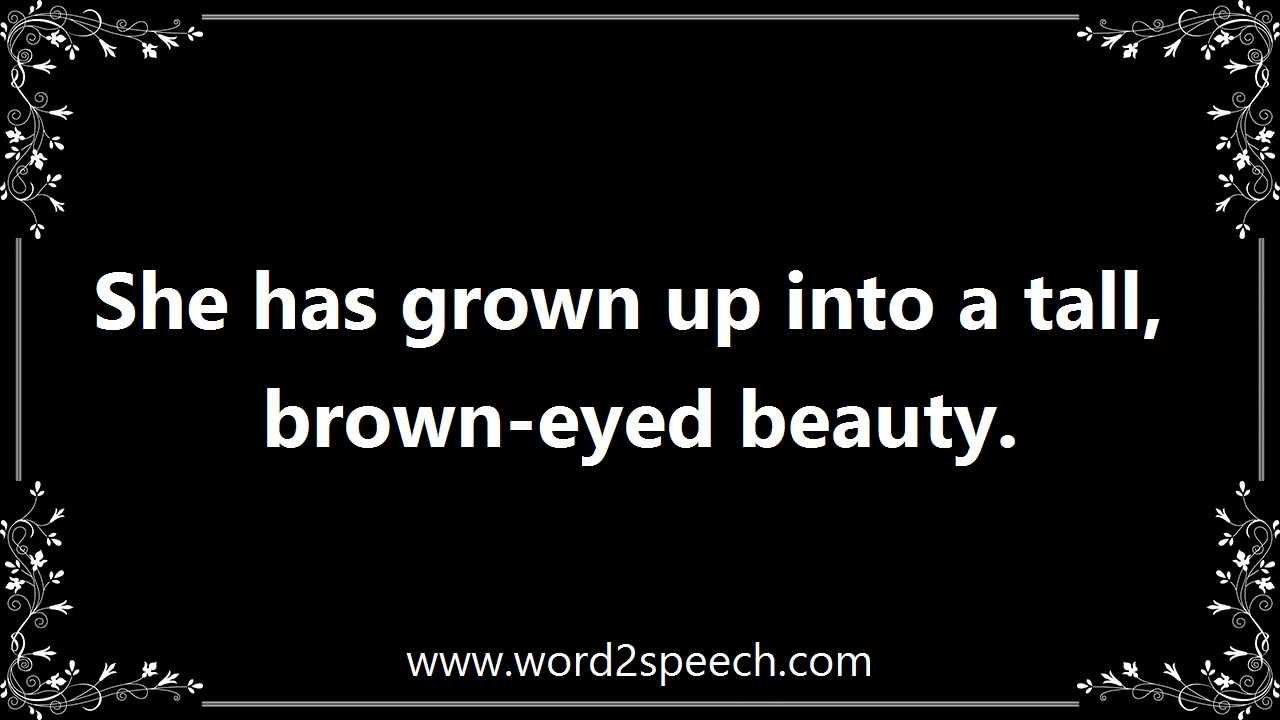 She has grown up into a tall,
brown-eyed beauty.
www.word2speech.com